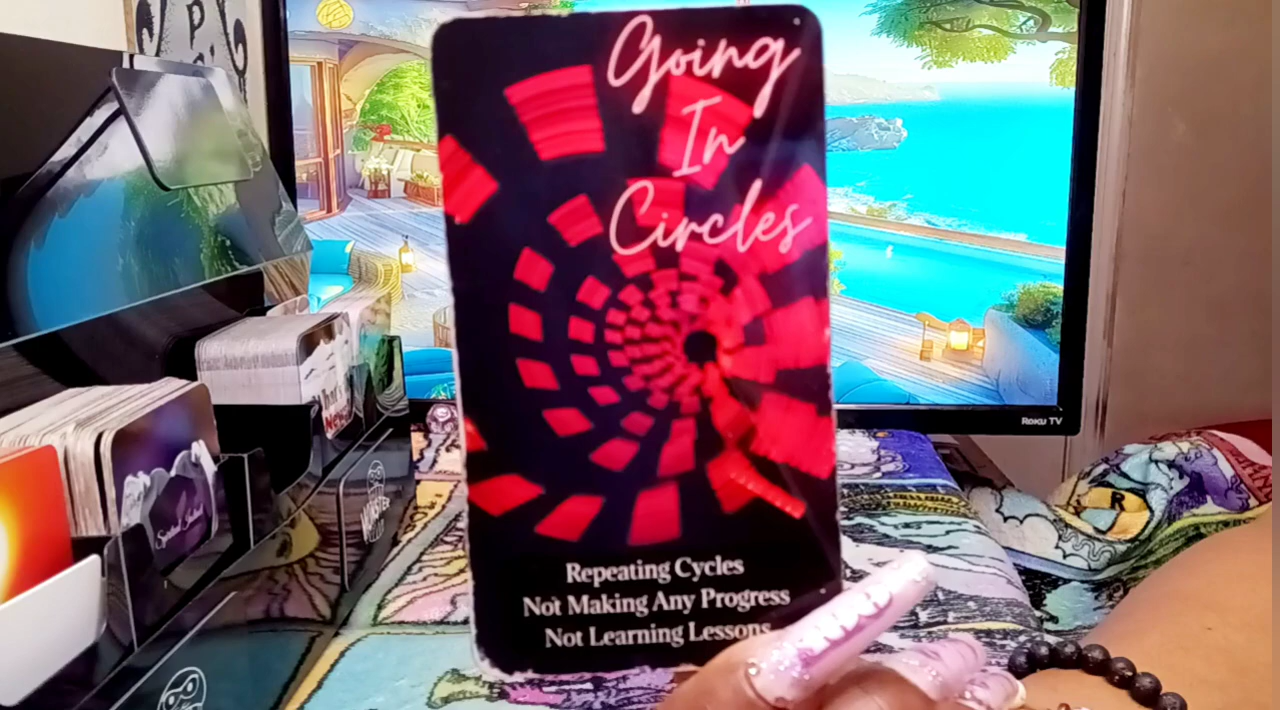 Going
In
Circles
Repeating Cycles
Not Making Any Progress
Not Learning Lessons
Roku TV
R